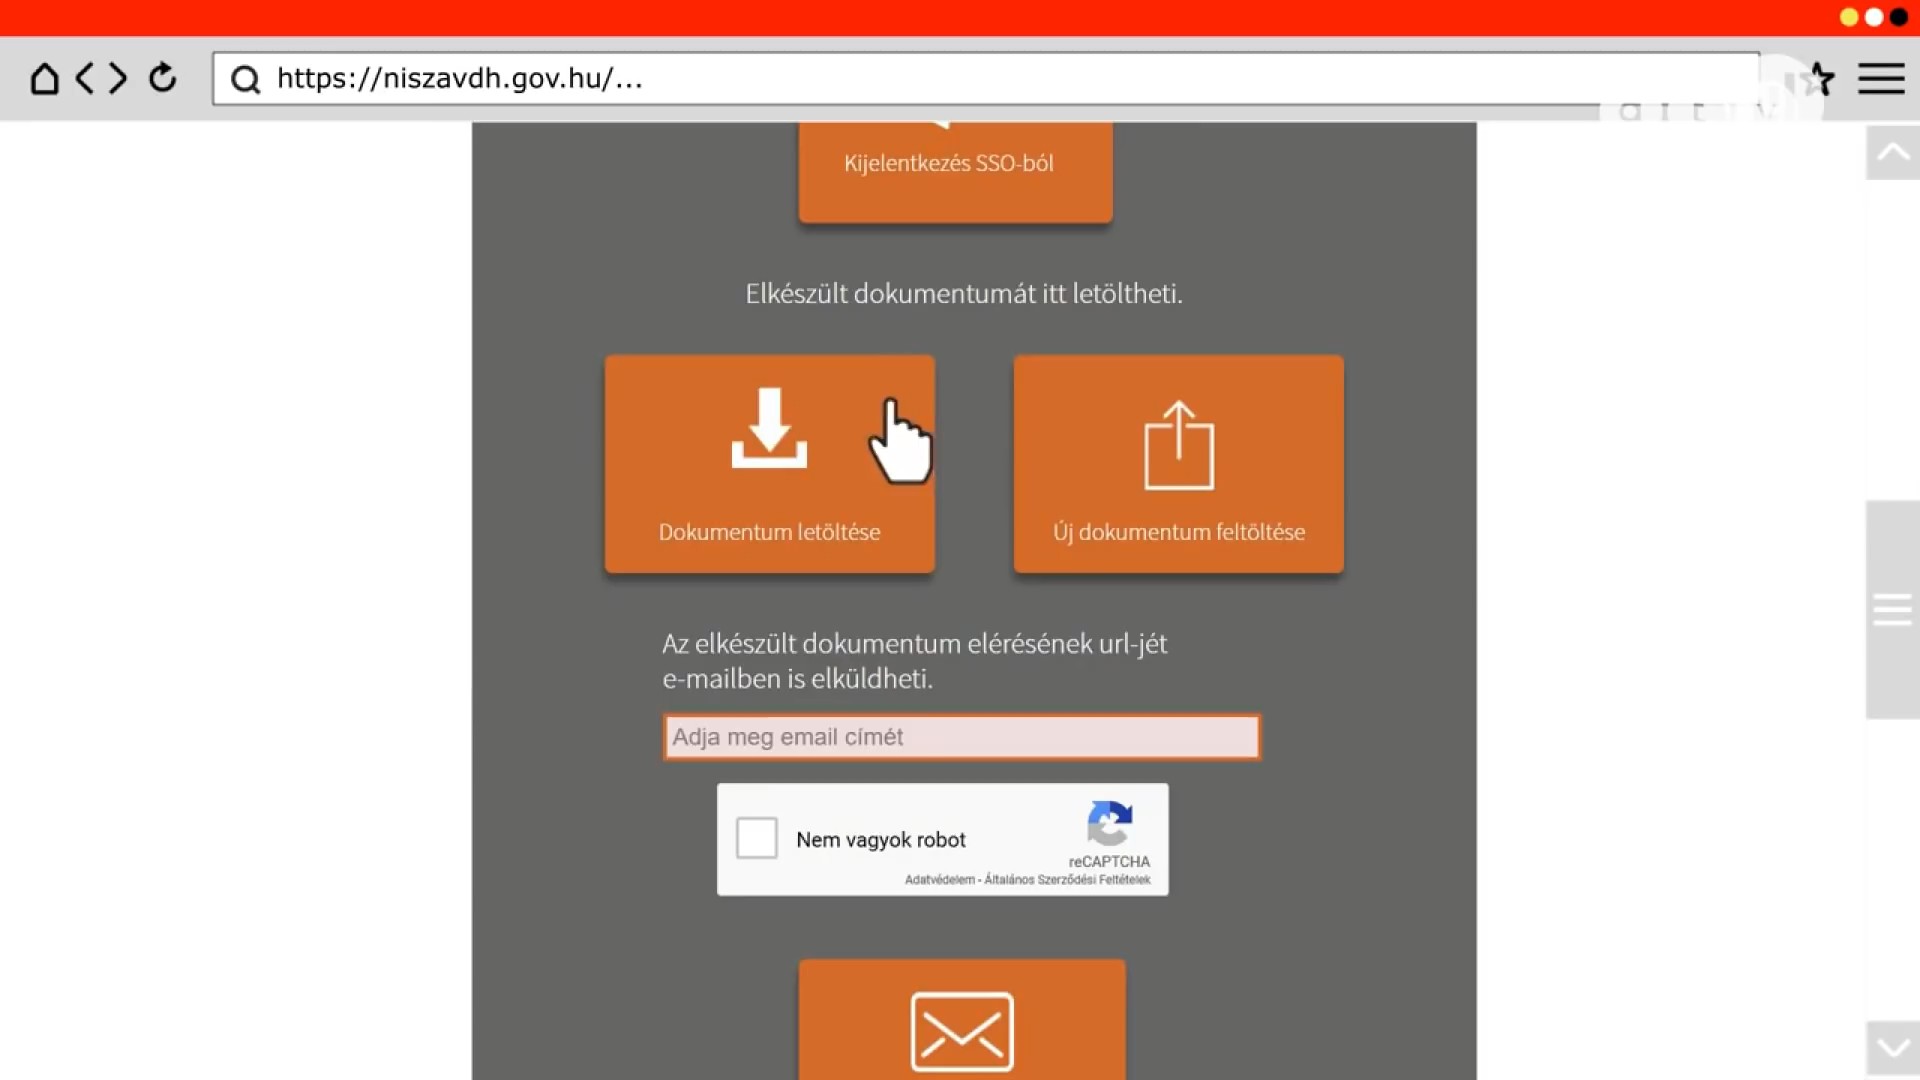 https://niszavdh.gov.hu/...
Kijelentkezés SSO-ból
Elkészült dokumentumát itt letöltheti.
Dokumentum letöltése
Új dokumentum feltöltése
Az elkészült dokumentum elérésének url-jét
e-mailben is elküldheti.
Adja meg email címét
Nem vagyok robot
reCAPTCHA
Adatvédelem - Általános Szerződési Feltételek